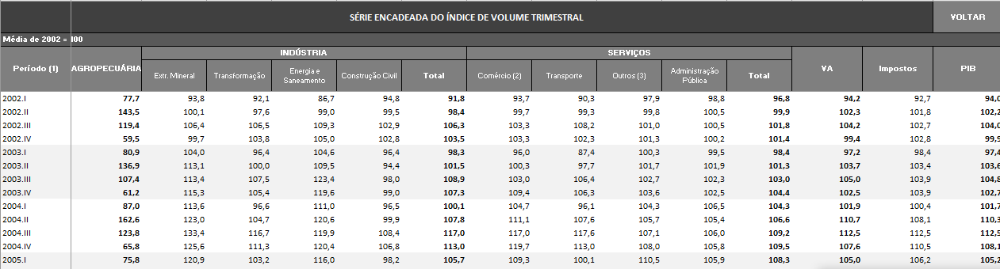 SÉRIE ENCADEADA DO ÍNDICE DE VOLUME TRIMESTRAL VOLTAR
Média de 2002 = 100
Período (1) AGROPECUÁRIA INDÚSTRIA SERVIÇOS VA Impostos PIB
Extr. Mineral Transformação Energia e Saneamento Construção Civil Total Comércio (2) Transporte Outros (3) Administração Pública Total
2002.I 77,7 93,8 92,1 86,7 94,8 91,8 93,7 90,3 97,9 98,8 96,8 94,2 92,7 94,0
2002.II 143,5 100,1 97,6 99,0 99,5 98,4 99,7 99,3 99,8 100,5 99,9 102,3 101,8 102,2
2002.III 119,4 106,4 106,5 109,3 102,9 106,3 103,3 108,2 101,0 100,5 101,8 104,2 102,7 104,0
2002.IV 59,5 99,7 103,8 105,0 102,8 103,5 103,3 102,3 101,3 100,2 101,4 99,4 102,8 99,9
2003.I 80,9 104,0 96,4 104,6 96,4 98,3 96,0 87,4 100,3 99,5 98,4 97,2 98,4 97,4
2003.II 136,9 113,1 100,0 109,5 94,4 101,5 100,3 97,7 101,7 101,9 101,3 103,7 103,4 103,6
2003.III 107,4 113,4 107,5 123,4 98,0 108,9 103,0 106,4 102,7 102,3 103,0 105,0 103,9 104,8
2003.IV 61,2 115,3 105,4 119,6 99,0 107,3 109,4 106,3 103,6 102,5 104,4 102,5 103,9 102,7
2004.I 87,0 113,6 96,6 111,0 96,5 100,1 104,7 96,1 104,3 106,5 104,3 101,9 100,4 101,7
2004.II 162,6 123,0 104,7 120,6 99,9 107,8 111,1 107,6 105,7 105,4 106,6 110,7 108,1 110,3
2004.III 123,8 133,4 116,7 119,9 108,4 117,0 117,0 117,6 107,1 106,0 109,2 112,5 112,5 112,5
2004.IV 65,8 125,6 111,3 120,4 106,8 113,0 119,7 113,0 108,0 105,8 109,5 107,6 110,5 108,1
2005.I 75,8 120,9 103,2 116,0 98,2 105,7 109,3 100,1 110,5 105,9 108,3 105,0 106,2 105,2